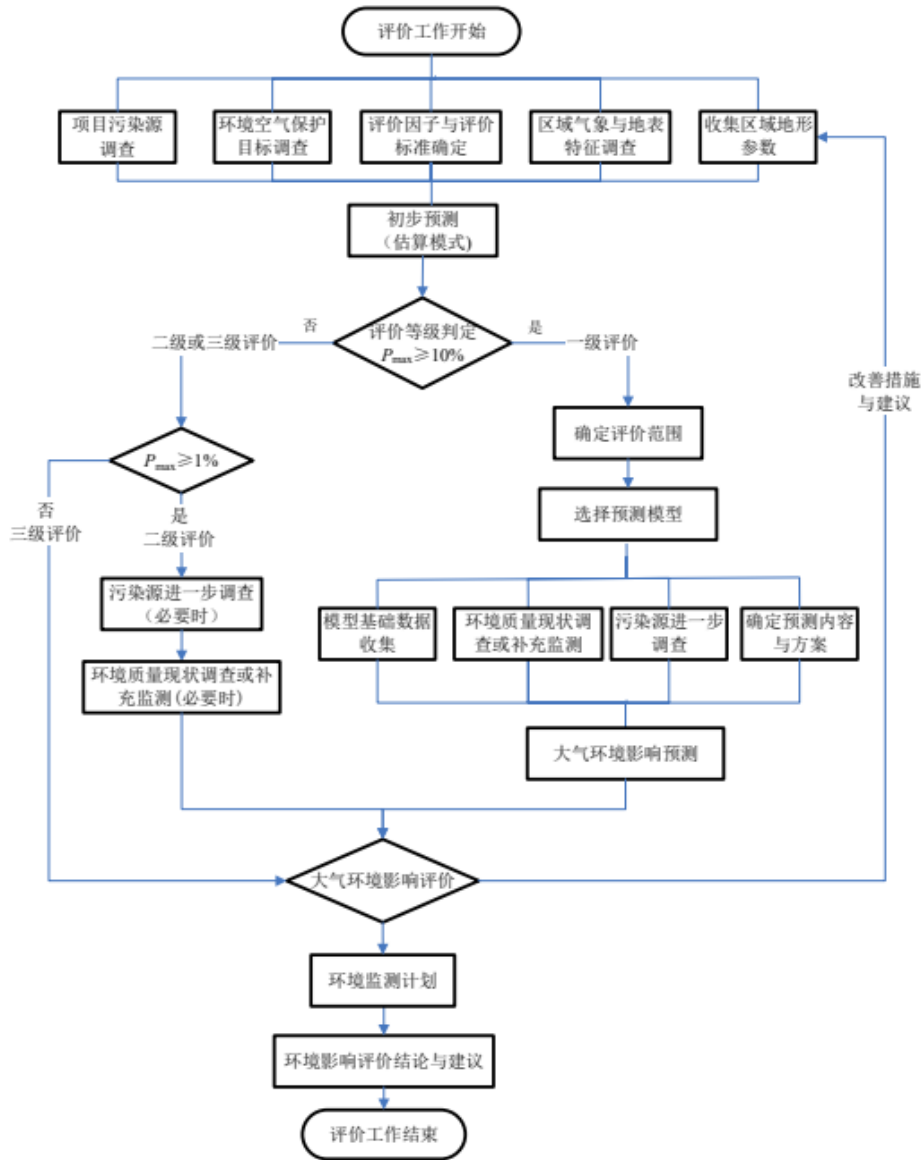 评价工作开始
项目污染源
调查
环境空气保护
目标调查
评价因子与评价
标准确定
区域气象与地表
特征调查
收集区域地形
参数
初步预测
（估算模式)
否
评价等级判定
Pmax≥10%
是
二级或三级评价
一级评价
改善措施
与建议
确定评价范围
Pmax≥1%
选择预测模型
否
三级评价
是
二级评价
污染源进一步调查
（必要时）
模型基础数据
收集
环境质量现状调
查或补充监测
污染源进一步
调查
确定预测内容
与方案
环境质量现状调查或补
充监测(必要时)
大气环境影响预测
大气环境影响评价
环境监测计划
环境影响评价结论与建议
评价工作结束